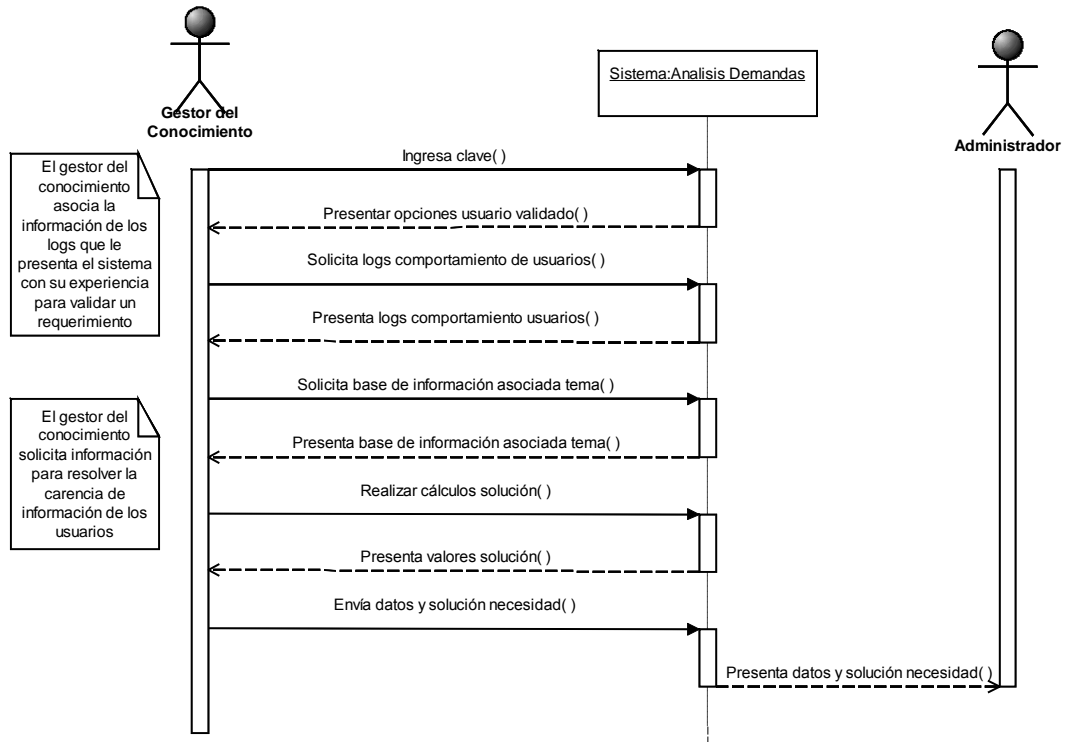 Sistema:Analisis Demandas
Gestor del
Conocimiento
Administrador
Ingresa clave( )
El gestor del
conocimiento
asocia la
información de los
logs que le
presenta el sistema
con su experiencia
para validar un
requerimiento
Presentar opciones usuario validado( )
Solicita logs comportamiento de usuarios( )
Presenta logs comportamiento usuarios( )
Solicita base de información asociada tema( )
El gestor del
conocimiento
solicita información
para resolver la
carencia de
información de los
usuarios
Presenta base de información asociada tema( )
Realizar cálculos solución( )
Presenta valores solución( )
Envía datos y solución necesidad( )
Presenta datos y solución necesidad( )